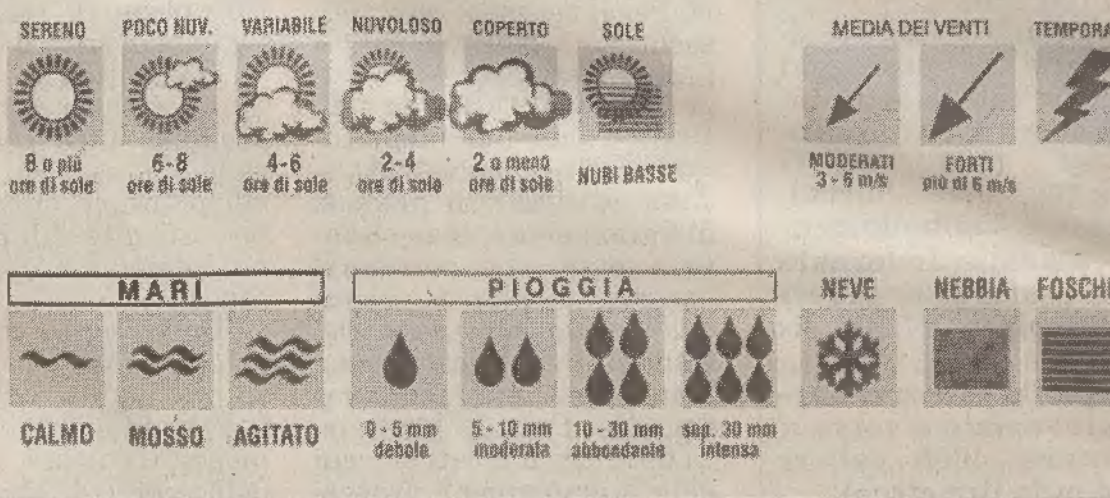 SERENO POCO NUV. VARIABILE NUVOLOSO COPERTO SOLE MEDIA DEI VENTI TEMPORA
8 o più 6-8 4-6 2-4 2 o meno NUBI BASSE MODERATI FORTI
ore di sole ore di sole ore di sole ore di sole ore di sole 3 - 6 m/s più di 6 m/s
MARI PIOGGIA NEVE NEBBIA FOSCHI
CALMO MOSSO AGITATO 0 - 5 mm 5 - 10 mm 10 - 30 mm sup. 30 mm
debole moderata abbondante intensa